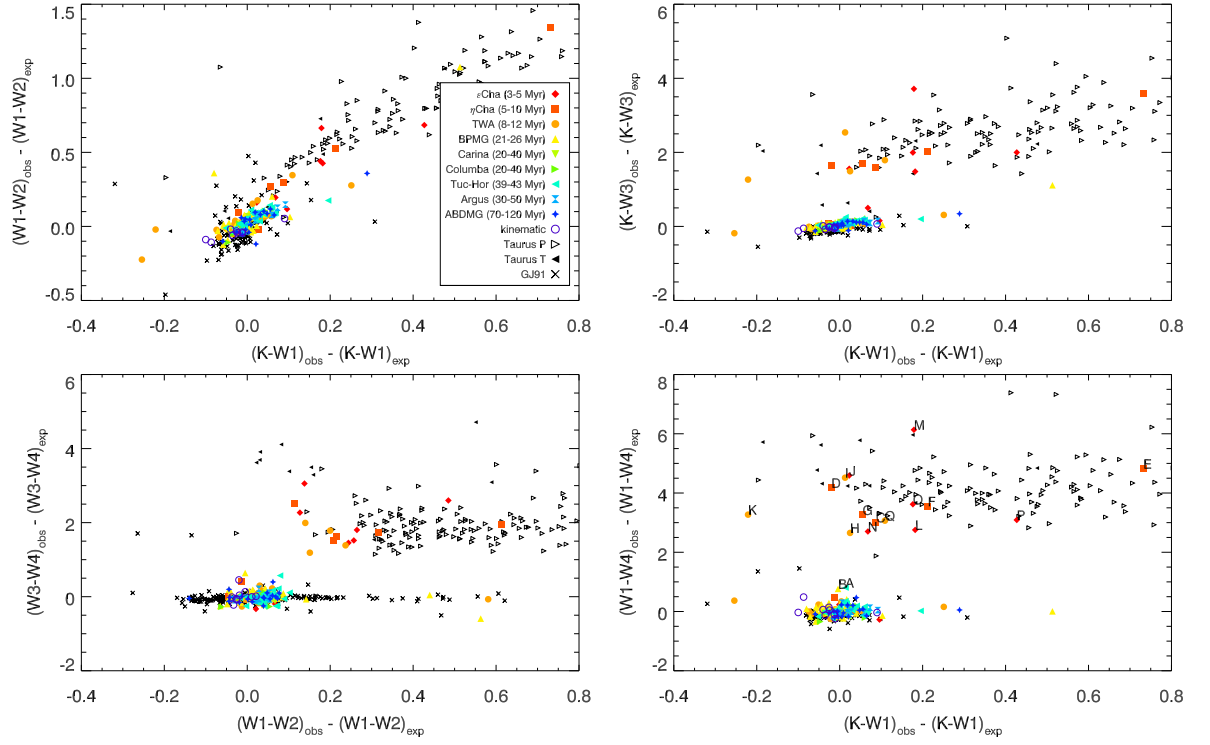 1.5
1.0
0.5
0.0
-0.5
(W1-W2)obs - (W1-W2)exp
-0.4 -0.2 0.0 0.2 0.4 0.6 0.8
(K-W1)obs - (K-W1)exp
εCha (3-5 Myr)
ηCha (5-10 Myr)
TWA (8-12 Myr)
BPMG (21-26 Myr)
Carina (20-40 Myr)
Columba (20-40 Myr)
Tuc-Hor (39-43 Myr)
Argus (30-50 Myr)
ABDMG (70-120 Myr)
kinematic
Taurus P
Taurus T
GJ91
6
4
2
0
-2
(K-W3)obs - (K-W3)exp
-0.4 -0.2 0.0 0.2 0.4 0.6 0.8
(K-W1)obs - (K-W1)exp
6
4
2
0
-2
(W3-W4)obs - (W3-W4)exp
-0.4 -0.2 0.0 0.2 0.4 0.6 0.8
(W1-W2)obs - (W1-W2)exp
8
6
4
2
0
-2
(W1-W4)obs - (W1-W4)exp
M
E
D
K
F
G
H
N
L
P
B
A
-0.4 -0.2 0.0 0.2 0.4 0.6 0.8
(K-W1)obs - (K-W1)exp